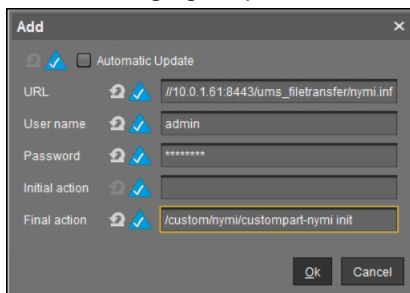 Add
Automatic Update
URL //10.0.1.61:8443/ums_filetransfer/nymi.inf
User name admin
Password ********
Initial action
Final action /custom/nymi/custompart-nymi init
Ok Cancel